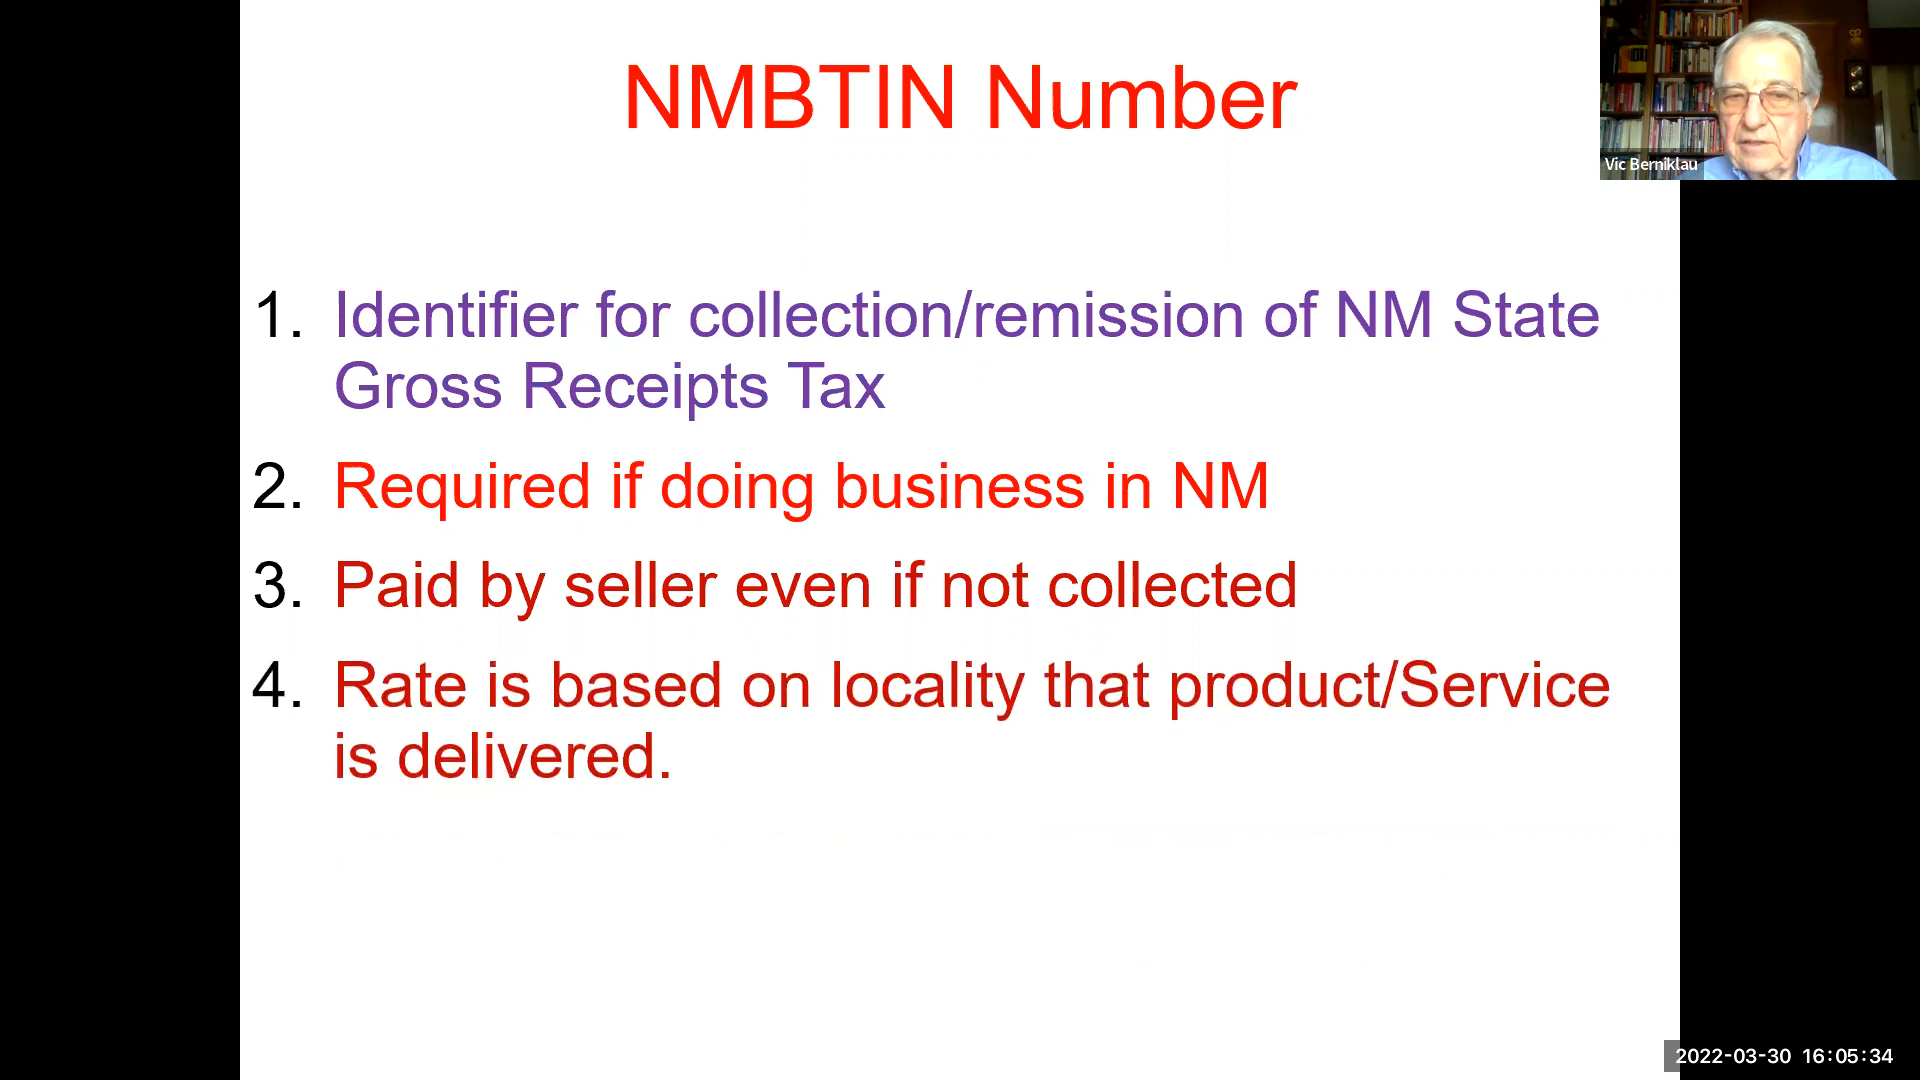 NMBTIN Number
Vic Berniklau
1. Identifier for collection/remission of NM State
Gross Receipts Tax
2. Required if doing business in NM
3. Paid by seller even if not collected
4. Rate is based on locality that product/Service
is delivered.
2022-03-30 16:05:34